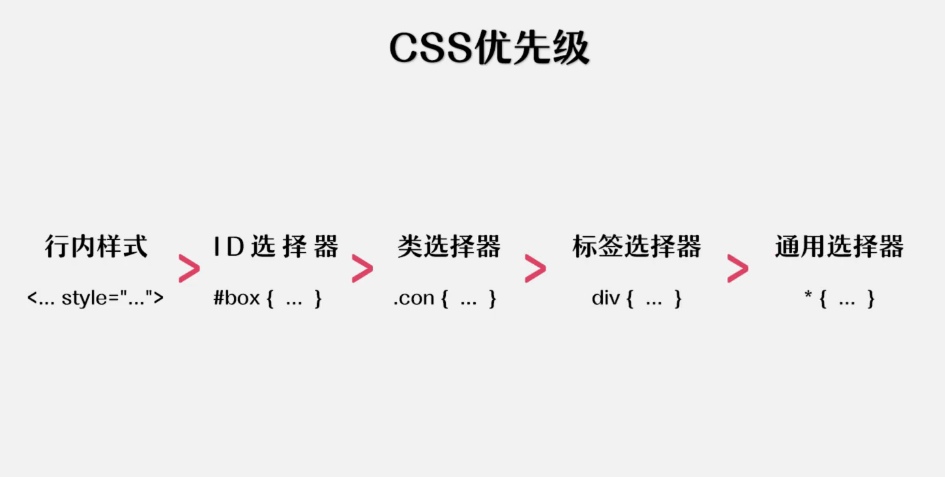 CSS优先级
行内样式 > ID选择器 > 类选择器 > 标签选择器 > 通用选择器
<... style="..."> #box { ... } .con { ... } div { ... } * { ... }